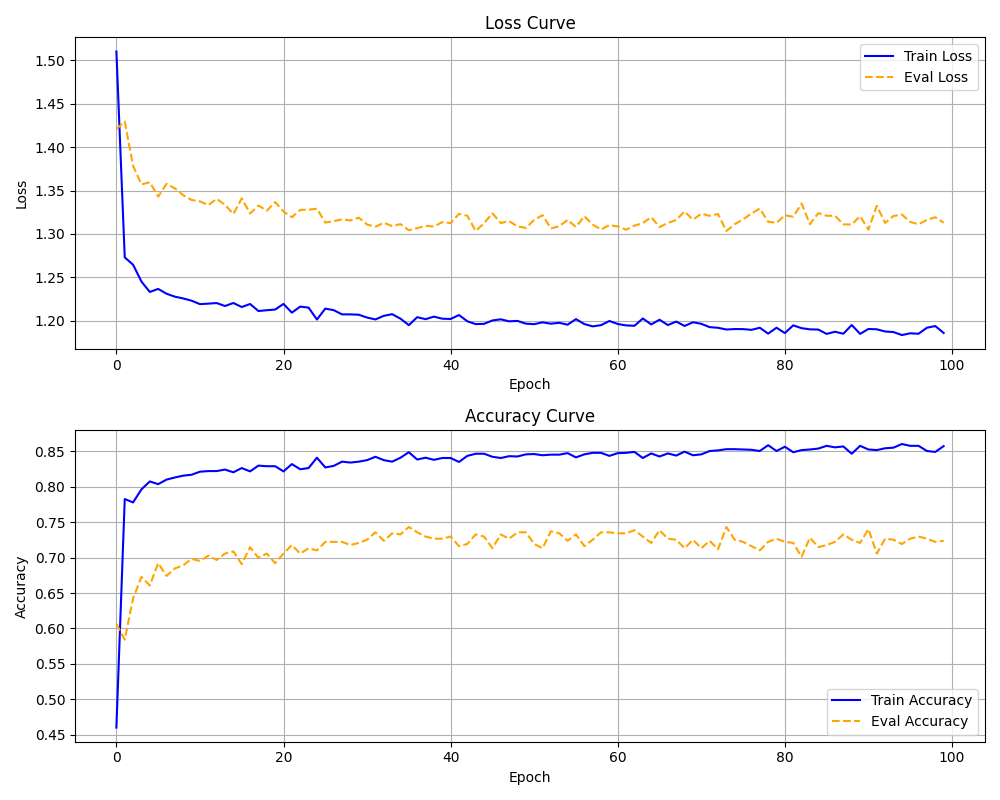 Loss Curve
1.50
1.45
1.40
1.35
1.30
1.25
1.20
Loss
Train Loss
Eval Loss
0 20 40 60 80 100
Epoch
Accuracy Curve
0.85
0.80
0.75
0.70
0.65
0.60
0.55
0.50
0.45
Accuracy
Train Accuracy
Eval Accuracy
0 20 40 60 80 100
Epoch